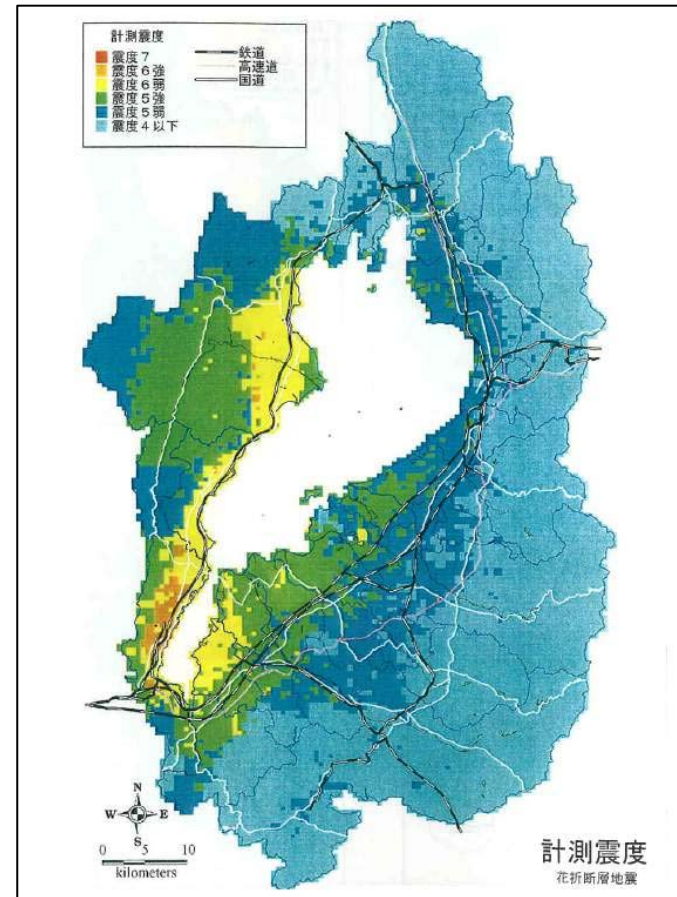 計測震度
震度7
震度6強
震度6弱
震度5強
震度5弱
震度4以下
鉄道
高速道
国道
N
W E
S
0 5 10
kilometers
計測震度
花折断層地震